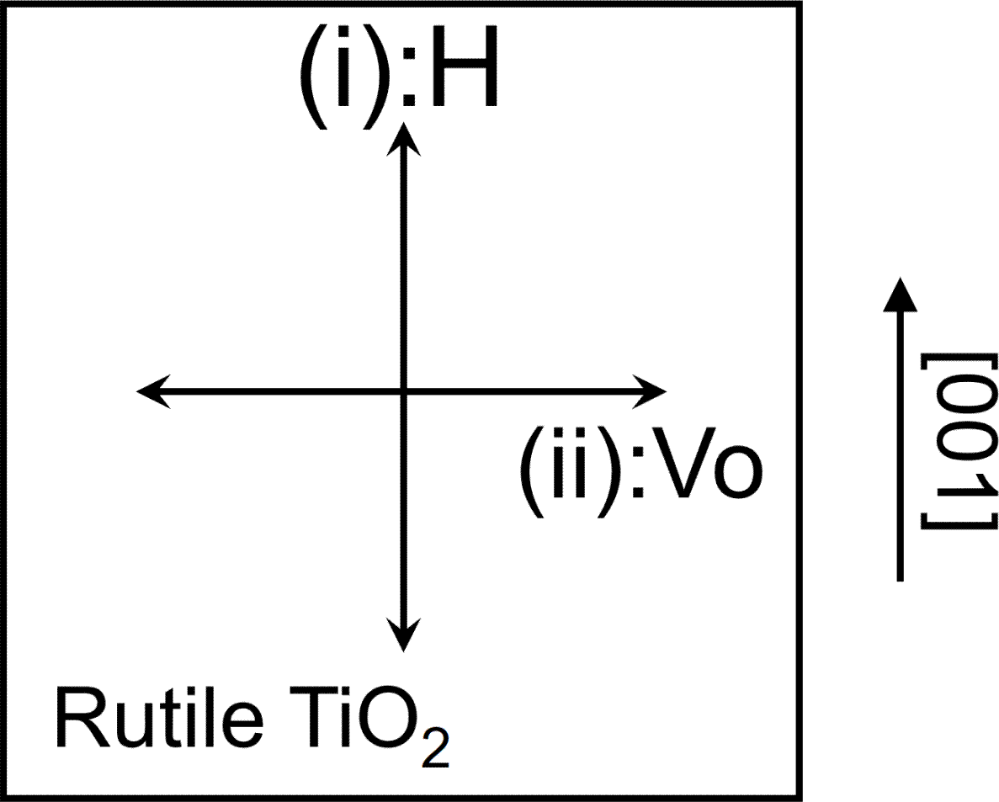 (i):H
(ii):Vo
[001]
Rutile TiO₂